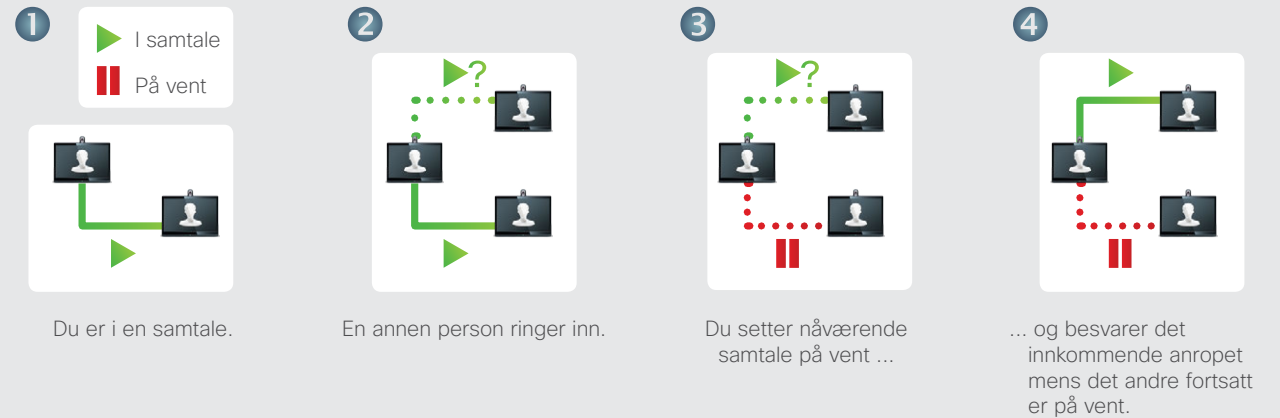 1
I samtale
På vent
Du er i en samtale.
2
?
En annen person ringer inn.
3
?
Du setter nåværende
samtale på vent ...
4
... og besvarer det
innkommende anropet
mens det andre fortsatt
er på vent.